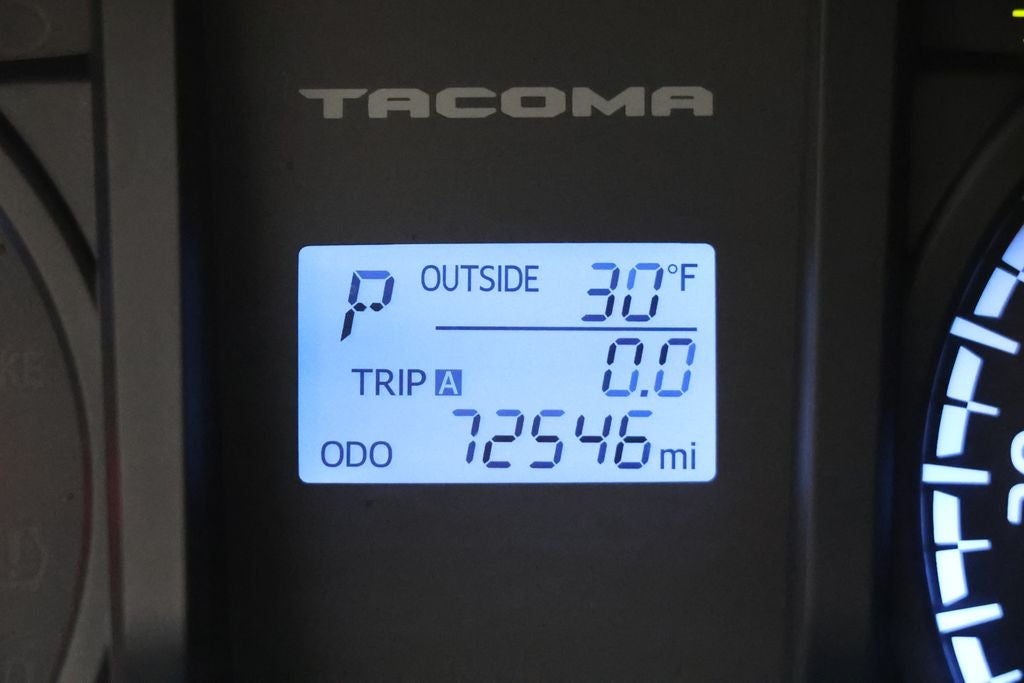 TACOMA
P OUTSIDE 30°F
TRIP A 0.0
ODO 72546 mi